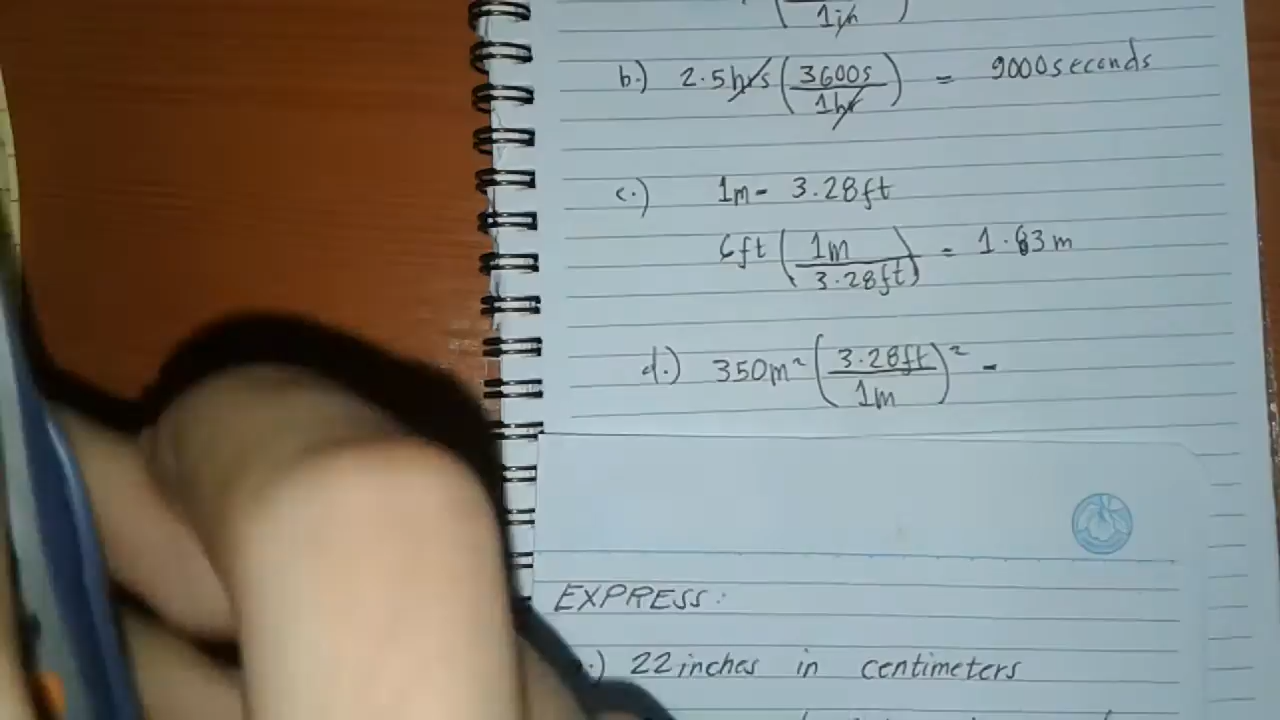 (1in)
b.) 2.5hrs (3600s/1hr) = 9000seconds
c.) 1m - 3.28ft
6ft (1m/3.28ft) = 1.83m
d.) 350m² (3.28ft/1m)² =
EXPRESS:
.) 22inches in centimeters